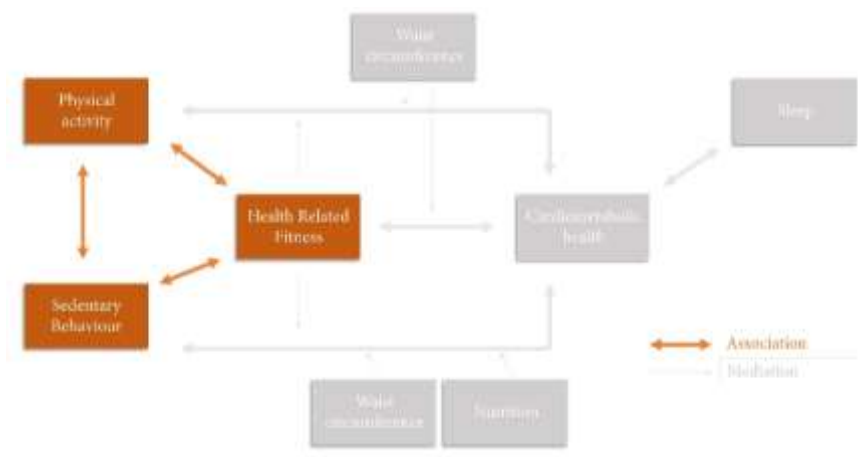 Waist
circumference
Physical
activity
Sleep
Health Related
Fitness
Cardiometabolic
health
Sedentary
Behaviour
Association
Mediation
Waist
circumference
Nutrition